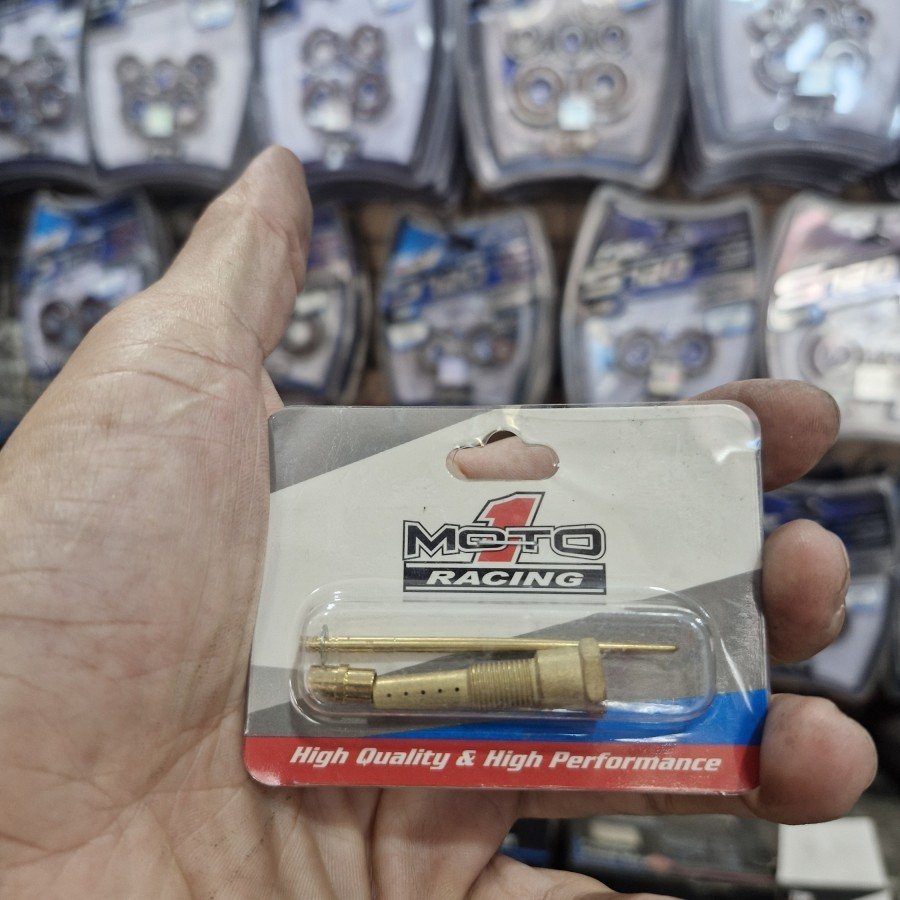 MOTO 1
RACING
High Quality & High Performance